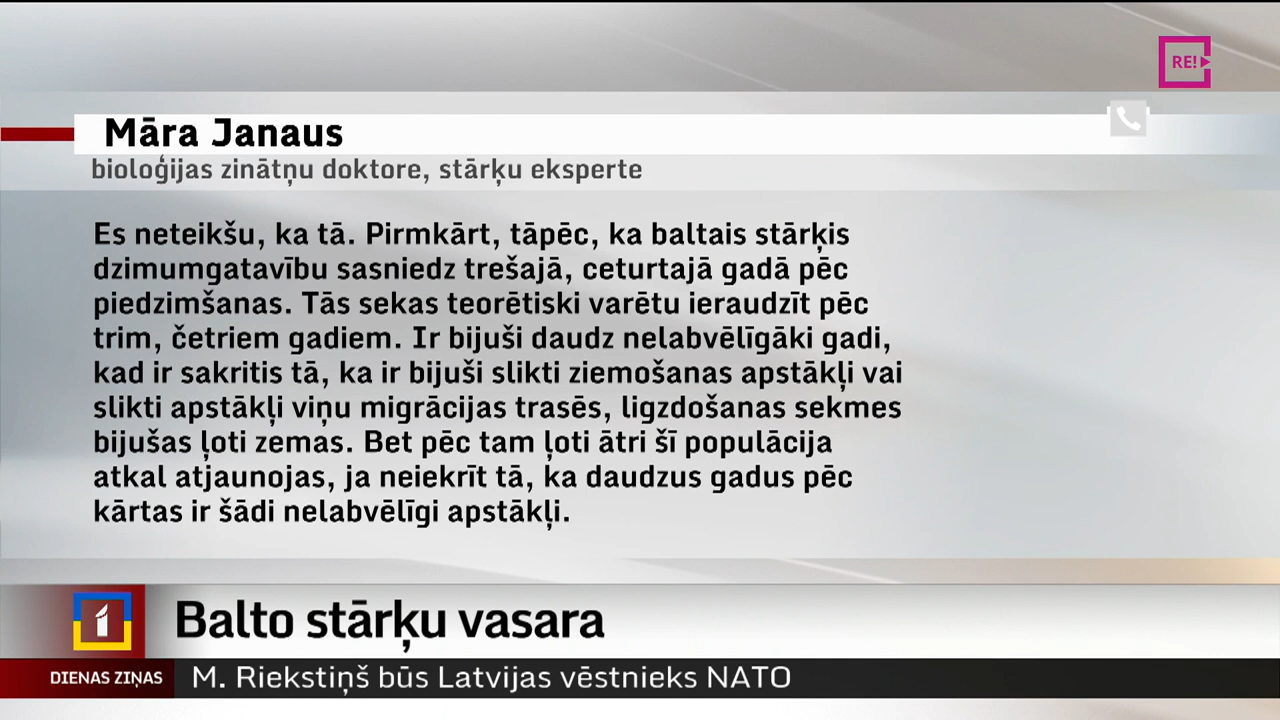 RE!
Māra Janaus
bioloģijas zinātņu doktore, stārķu eksperte
Es neteikšu, ka tā. Pirmkārt, tāpēc, ka baltais stārķis
dzimumgatavību sasniedz trešajā, ceturtajā gadā pēc
piedzimšanas. Tās sekas teorētiski varētu ieraudzīt pēc
trim, četriem gadiem. Ir bijuši daudz nelabvēlīgāki gadi,
kad ir sakritis tā, ka ir bijuši slikti ziemošanas apstākļi vai
slikti apstākļi viņu migrācijas trasēs, ligzdošanas sekmes
bijušas ļoti zemas. Bet pēc tam ļoti ātri šī populācija
atkal atjaunojas, ja neiekrīt tā, ka daudzus gadus pēc
kārtas ir šādi nelabvēlīgi apstākļi.
1 Balto stārķu vasara
DIENAS ZIŅAS M. Riekstiņš būs Latvijas vēstnieks NATO